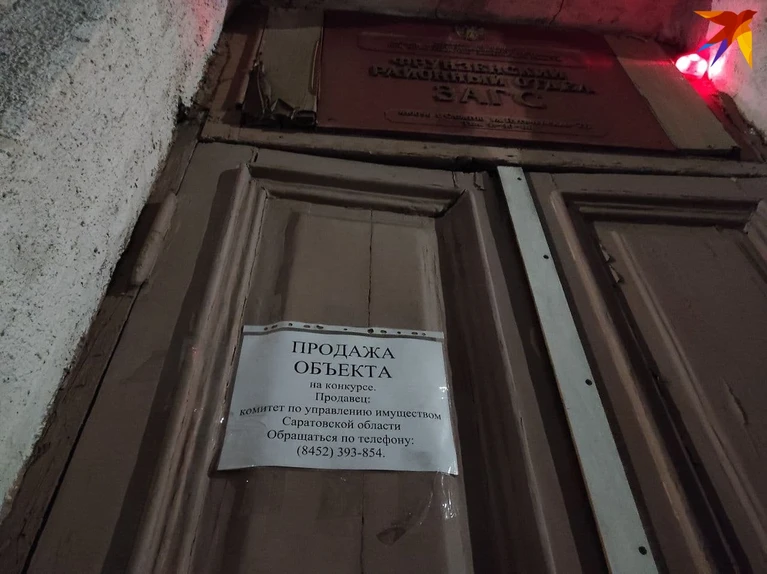 ФРУНЗЕНСКИЙ
РАЙОННЫЙ ОТДЕЛ
ЗАГС
ПРОДАЖА
ОБЪЕКТА
на конкурсе.
Продавец:
комитет по управлению имуществом
Саратовской области
Обращаться по телефону:
(8452) 393-854.